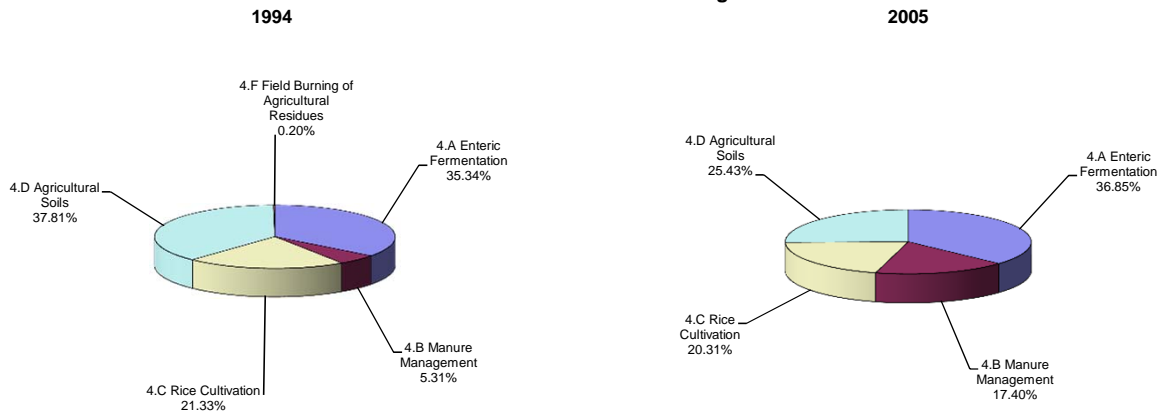 1994
4.F Field Burning of
Agricultural
Residues
0.20%
4.A Enteric
Fermentation
35.34%
4.D Agricultural
Soils
37.81%
4.B Manure
Management
5.31%
4.C Rice Cultivation
21.33%
2005
4.D Agricultural
Soils
25.43%
4.A Enteric
Fermentation
36.85%
4.C Rice
Cultivation
20.31%
4.B Manure
Management
17.40%